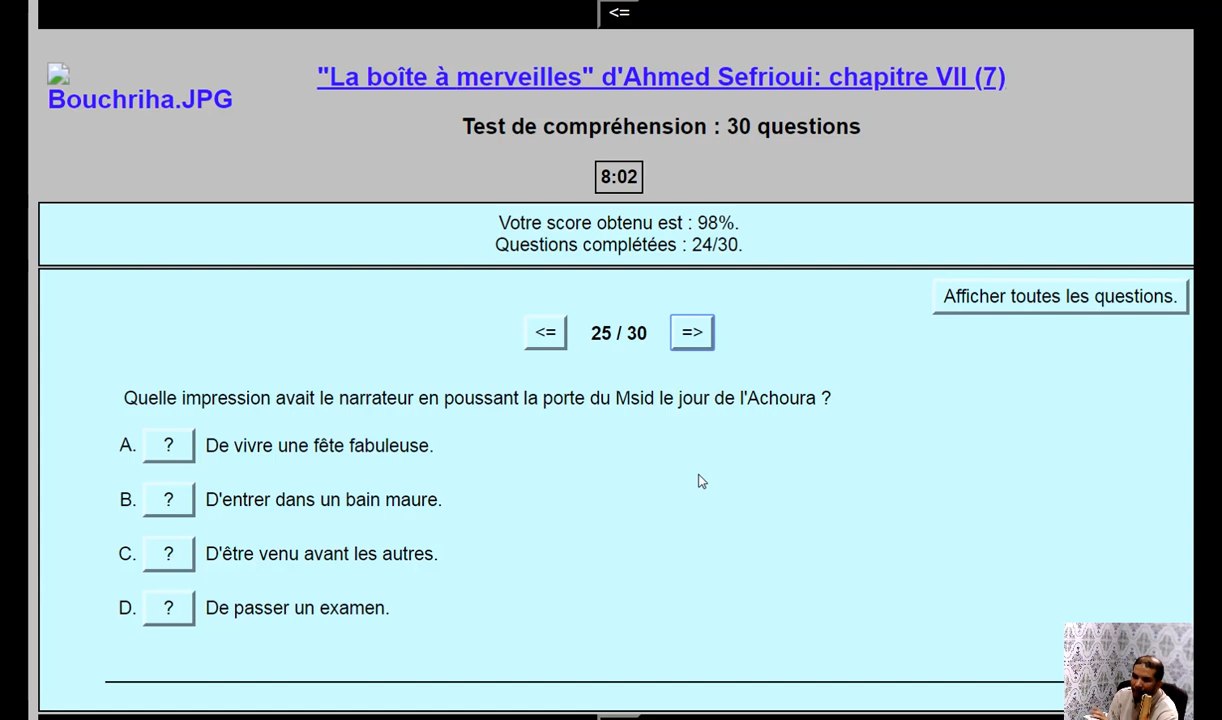 <=
Bouchriha.JPG
"La boîte à merveilles" d'Ahmed Sefrioui: chapitre VII (7)
Test de compréhension : 30 questions
8:02
Votre score obtenu est : 98%.
Questions complétées : 24/30.
Afficher toutes les questions.
<= 25 / 30 =>
Quelle impression avait le narrateur en poussant la porte du Msid le jour de l'Achoura ?
A. ? De vivre une fête fabuleuse.
B. ? D'entrer dans un bain maure.
C. ? D'être venu avant les autres.
D. ? De passer un examen.